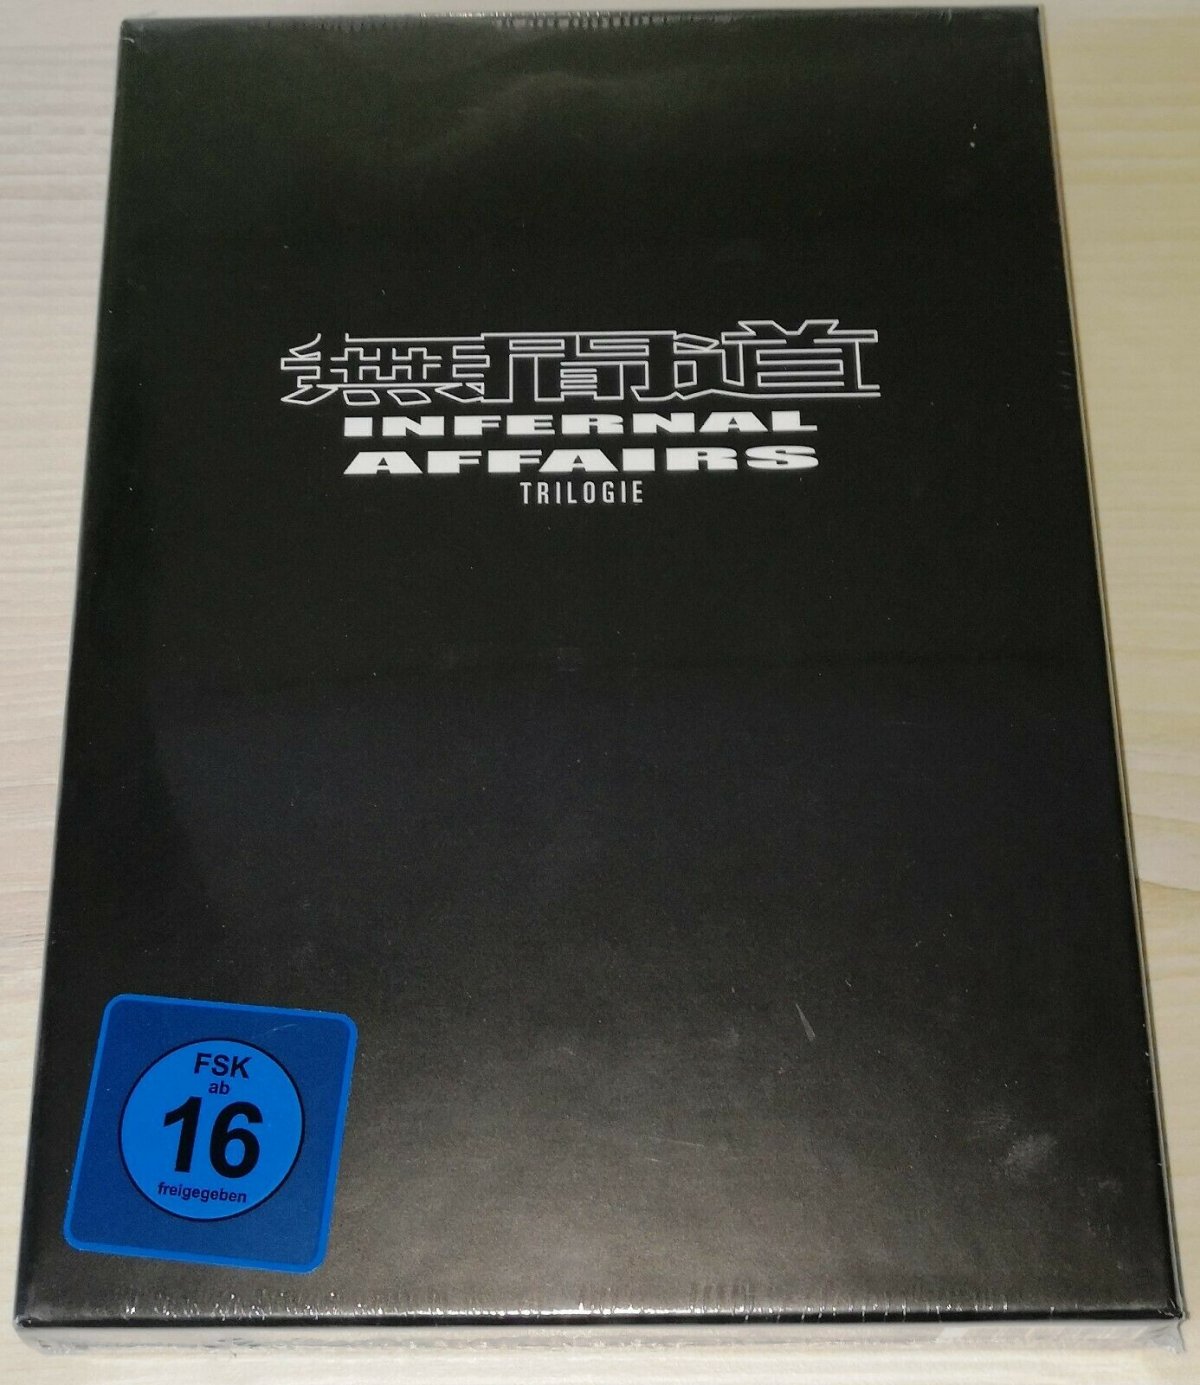 無間道
INFERNAL
AFFAIRS
TRILOGIE
FSK
ab
16
freigegeben